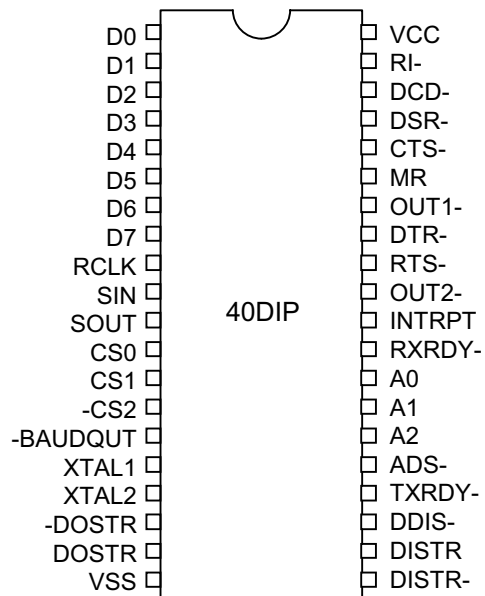 D0
D1
D2
D3
D4
D5
D6
D7
RCLK
SIN
SOUT
CS0
CS1
-CS2
-BAUDQUT
XTAL1
XTAL2
-DOSTR
DOSTR
VSS
40DIP
VCC
RI-
DCD-
DSR-
CTS-
MR
OUT1-
DTR-
RTS-
OUT2-
INTRPT
RXRDY-
A0
A1
A2
ADS-
TXRDY-
DDIS-
DISTR
DISTR-